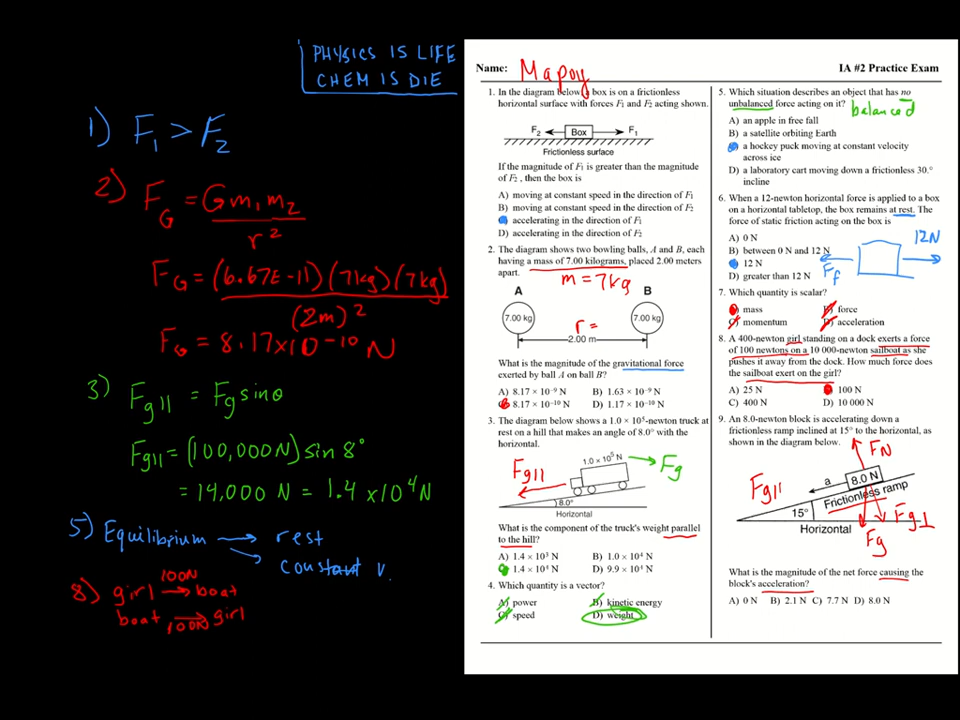 PHYSICS IS LIFE
CHEM IS DIE
1) F1 > F2
2) FG = Gm1m2
r2
FG = (6.67E-11)(7kg)(7kg)
(2m)2
FG = 8.17x10-10 N
3) Fg11 = Fg sinθ
Fg11 = (100,000N) sin 8°
= 14,000 N = 1.4 x10^4 N
5) Equilibrium → rest
constant v.
8) girl 100N → boat
boat 100N → girl
Name: Mapoy
IA #2 Practice Exam
1. In the diagram below, a box is on a frictionless
horizontal surface with forces F1 and F2 acting shown.
F2 Box F1
Frictionless surface
If the magnitude of F1 is greater than the magnitude
of F2 , then the box is
A) moving at constant speed in the direction of F1
B) moving at constant speed in the direction of F2
accelerating in the direction of F1
D) accelerating in the direction of F2
2. The diagram shows two bowling balls, A and B, each
having a mass of 7.00 kilograms, placed 2.00 meters
apart.
m = 7kg
A B
7.00 kg 7.00 kg
r =
2.00 m
What is the magnitude of the gravitational force
exerted by ball A on ball B?
A) 8.17 × 10-9 N B) 1.63 × 10-9 N
8.17 × 10-10 N D) 1.17 × 10-10 N
3. The diagram below shows a 1.0 × 10^5-newton truck at
rest on a hill that makes an angle of 8.0° with the
horizontal.
1.0 × 10^5 N
Fg11
Fg
8.0°
Horizontal
What is the component of the truck's weight parallel
to the hill?
A) 1.4 × 10^3 N B) 1.0 × 10^4 N
1.4 × 10^4 N D) 9.9 × 10^4 N
4. Which quantity is a vector?
A) power B) kinetic energy
C) speed D) weight
5. Which situation describes an object that has no
unbalanced force acting on it?
balanced
A) an apple in free fall
B) a satellite orbiting Earth
a hockey puck moving at constant velocity
across ice
D) a laboratory cart moving down a frictionless 30.°
incline
6. When a 12-newton horizontal force is applied to a box
on a horizontal tabletop, the box remains at rest. The
force of static friction acting on the box is
A) 0 N
B) between 0 N and 12 N
12 N
D) greater than 12 N
12N
Ff
7. Which quantity is scalar?
mass B) force
C) momentum D) acceleration
8. A 400-newton girl standing on a dock exerts a force
of 100 newtons on a 10 000-newton sailboat as she
pushes it away from the dock. How much force does
the sailboat exert on the girl?
A) 25 N 100 N
C) 400 N D) 10 000 N
9. An 8.0-newton block is accelerating down a
frictionless ramp inclined at 15° to the horizontal, as
shown in the diagram below.
FN
Fg11
a 8.0 N
Frictionless ramp
15°
Horizontal
Fg⊥
Fg
What is the magnitude of the net force causing the
block's acceleration?
A) 0 N B) 2.1 N C) 7.7 N D) 8.0 N